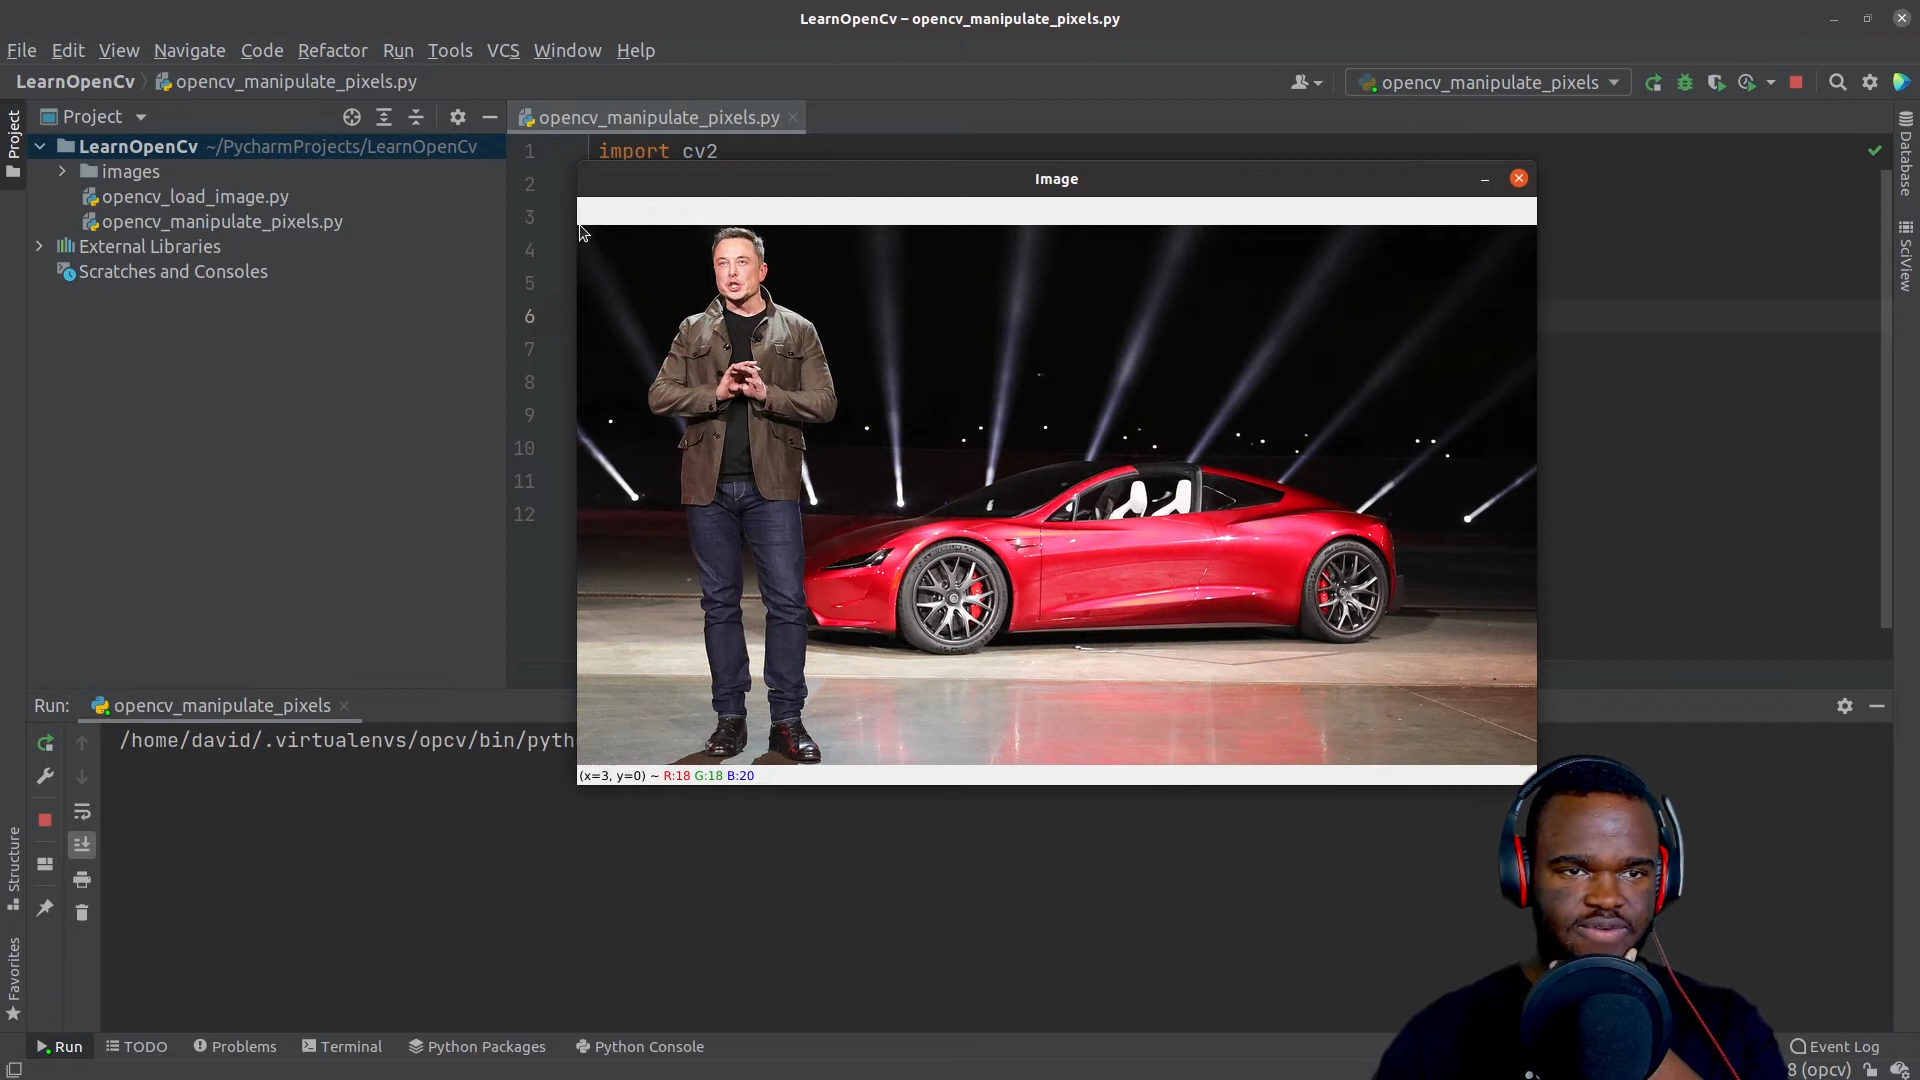 LearnOpenCv – opencv_manipulate_pixels.py
File Edit View Navigate Code Refactor Run Tools VCS Window Help
LearnOpenCv opencv_manipulate_pixels.py
opencv_manipulate_pixels
Project
Project
opencv_manipulate_pixels.py
LearnOpenCv ~/PycharmProjects/LearnOpenCv
images
opencv_load_image.py
opencv_manipulate_pixels.py
External Libraries
Scratches and Consoles
1 import cv2
2
3
4
5
6
7
8
9
10
11
12
Image
(x=3, y=0) ~ R:18 G:18 B:20
Database
SciView
Run: opencv_manipulate_pixels
/home/david/.virtualenvs/opcv/bin/pyth
Structure
Favorites
Run TODO Problems Terminal Python Packages Python Console Event Log
8 (opcv)